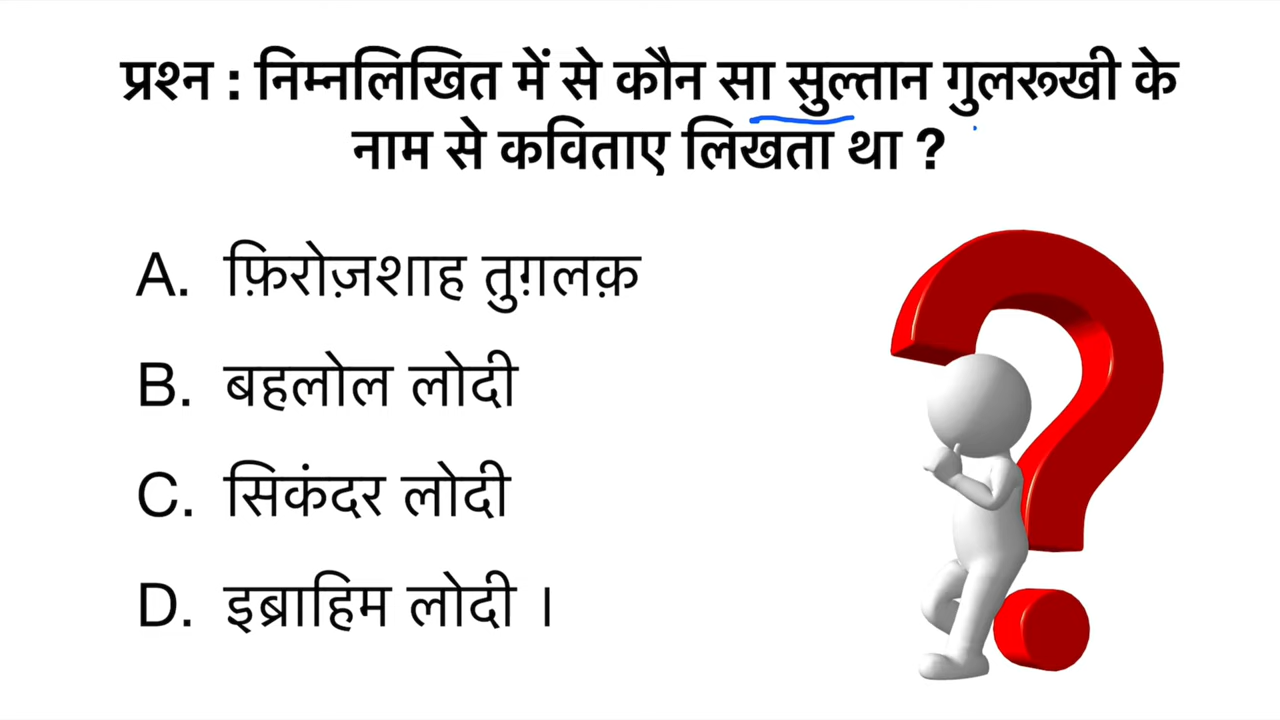 प्रश्न : निम्नलिखित में से कौन सा सुल्तान गुलरूखी के
नाम से कविताए लिखता था ?
A. फ़िरोज़शाह तुग़लक़
B. बहलोल लोदी
C. सिकंदर लोदी
D. इब्राहिम लोदी ।